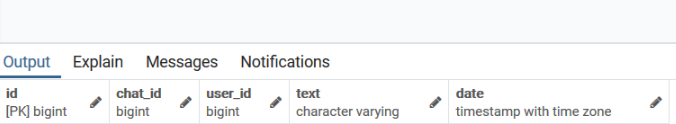 Output Explain Messages Notifications
id chat_id user_id text date
[PK] bigint bigint bigint character varying timestamp with time zone